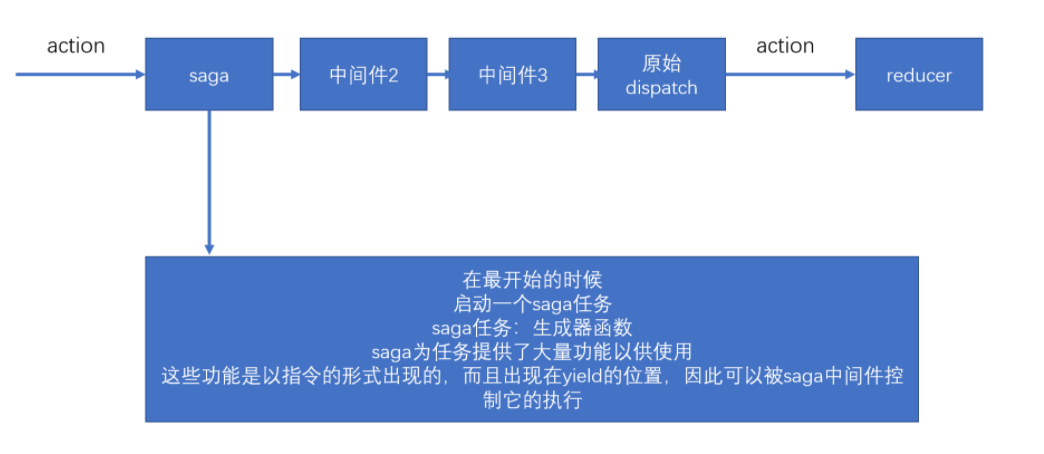 action
saga
中间件2
中间件3
原始
dispatch
action
reducer
在最开始的时候
启动一个saga任务
saga任务：生成器函数
saga为任务提供了大量功能以供使用
这些功能是以指令的形式出现的，而且出现在yield的位置，因此可以被saga中间件控
制它的执行